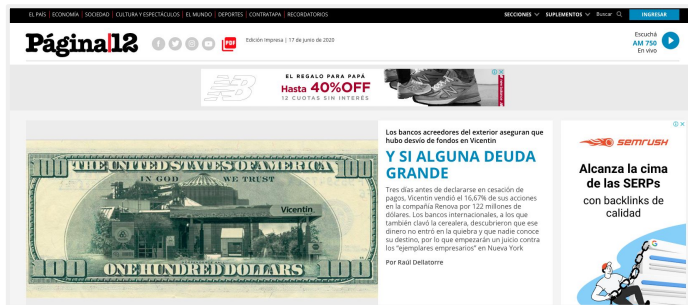 EL PAÍS | ECONOMÍA | SOCIEDAD | CULTURA Y ESPECTÁCULOS | EL MUNDO | DEPORTES | CONTRATAPA | RECORDATORIOS
SECCIONES SUPLEMENTOS Buscar INGRESAR
Página|12
PDF
Edición Impresa | 17 de junio de 2020
Escuchá
AM 750
En vivo
EL REGALO PARA PAPÁ
Hasta 40%OFF
12 CUOTAS SIN INTERÉS
THE UNITED STATES OF AMERICA
IN GOD WE TRUST
Vicentin
100 ONE HUNDRED DOLLARS 100
Los bancos acreedores del exterior aseguran que
hubo desvío de fondos en Vicentin
Y SI ALGUNA DEUDA
GRANDE
Tres días antes de declararse en cesación de
pagos, Vicentin vendió el 16,67% de sus acciones
en la compañía Renova por 122 millones de
dólares. Los bancos internacionales, a los que
también clavó la cerealera, descubrieron que ese
dinero no entró en la quiebra y que nadie conoce
su destino, por lo que empezarán un juicio contra
los "ejemplares empresarios" en Nueva York
Por Raúl Dellatorre
SEMRUSH
Alcanza la cima
de las SERPs
con backlinks de
calidad